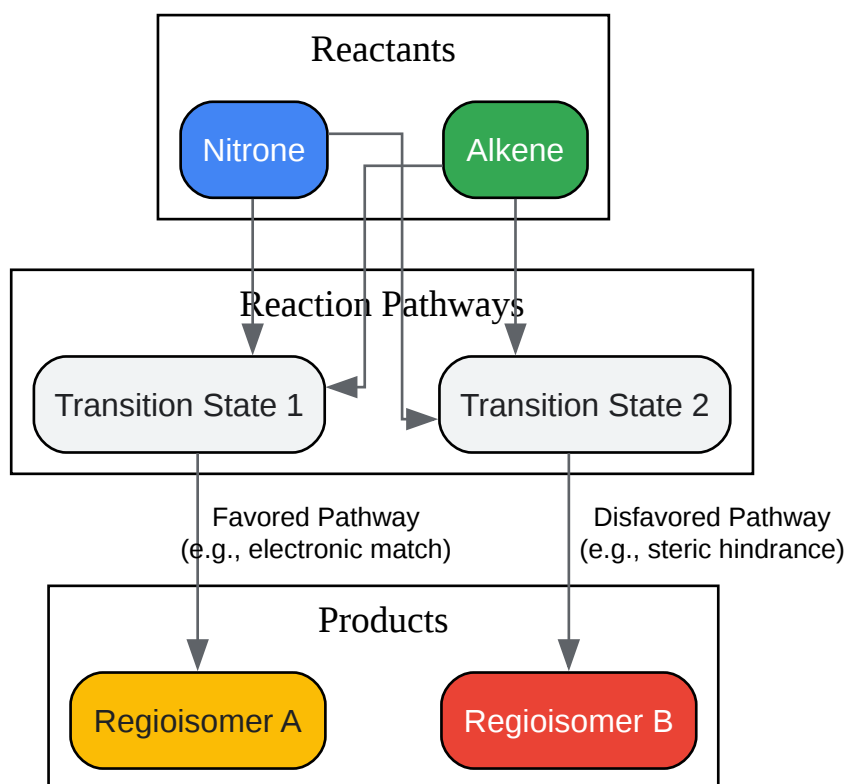 Reactants
Nitrone
Alkene
Reaction Pathways
Transition State 1
Transition State 2
Favored Pathway
(e.g., electronic match)
Disfavored Pathway
(e.g., steric hindrance)
Products
Regioisomer A
Regioisomer B